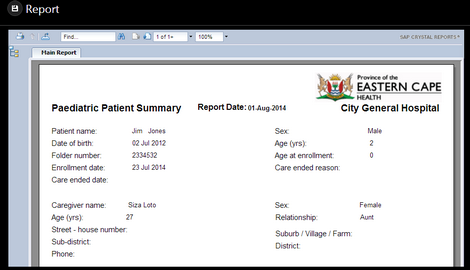 Report
Find...
1 of 1+
100%
SAP CRYSTAL REPORTS®
Main Report
Province of the
EASTERN CAPE
HEALTH
Paediatric Patient Summary Report Date: 01-Aug-2014 City General Hospital
Patient name: Jim Jones Sex: Male
Date of birth: 02 Jul 2012 Age (yrs): 2
Folder number: 2334532 Age at enrollment: 0
Enrollment date: 23 Jul 2014 Care ended reason:
Care ended date:
Caregiver name: Siza Loto Sex: Female
Age (yrs): 27 Relationship: Aunt
Street - house number: Suburb / Village / Farm:
Sub-district: District:
Phone: